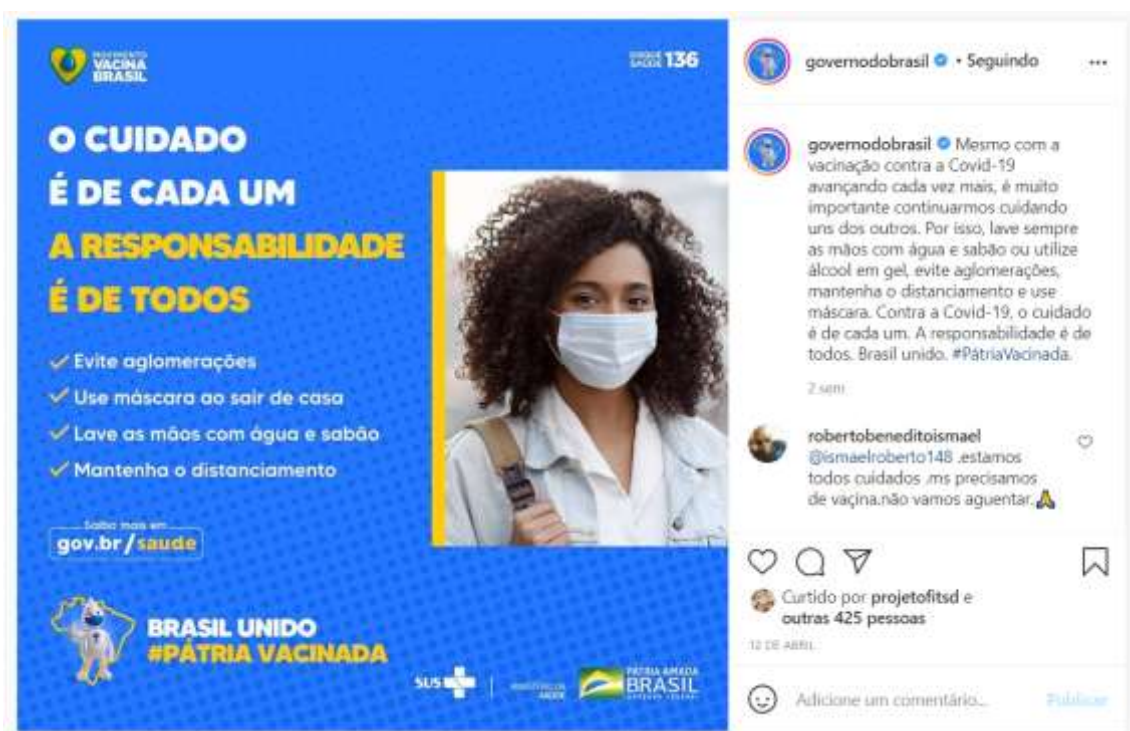 MOVIMENTO
VACINA
BRASIL
DISQUE
SAÚDE 136
O CUIDADO
É DE CADA UM
A RESPONSABILIDADE
É DE TODOS
Evite aglomerações
Use máscara ao sair de casa
Lave as mãos com água e sabão
Mantenha o distanciamento
Saiba mais em
gov.br/saude
BRASIL UNIDO
#PÁTRIA VACINADA
SUS
MINISTÉRIO DA
SAÚDE
PÁTRIA AMADA
BRASIL
GOVERNO FEDERAL
governodobrasil • Seguindo
governodobrasil Mesmo com a
vacinação contra a Covid-19
avançando cada vez mais, é muito
importante continuarmos cuidando
uns dos outros. Por isso, lave sempre
as mãos com água e sabão ou utilize
álcool em gel, evite aglomerações,
mantenha o distanciamento e use
máscara. Contra a Covid-19, o cuidado
é de cada um. A responsabilidade é de
todos. Brasil unido. #PátriaVacinada.
2 sem
robertobeneditoismael
@ismaelroberto148 .estamos
todos cuidados .ms precisamos
de vaçina.não vamos aguentar.🙏
Curtido por projetofitsd e
outras 425 pessoas
12 DE ABRIL
Adicione um comentário...
Publicar